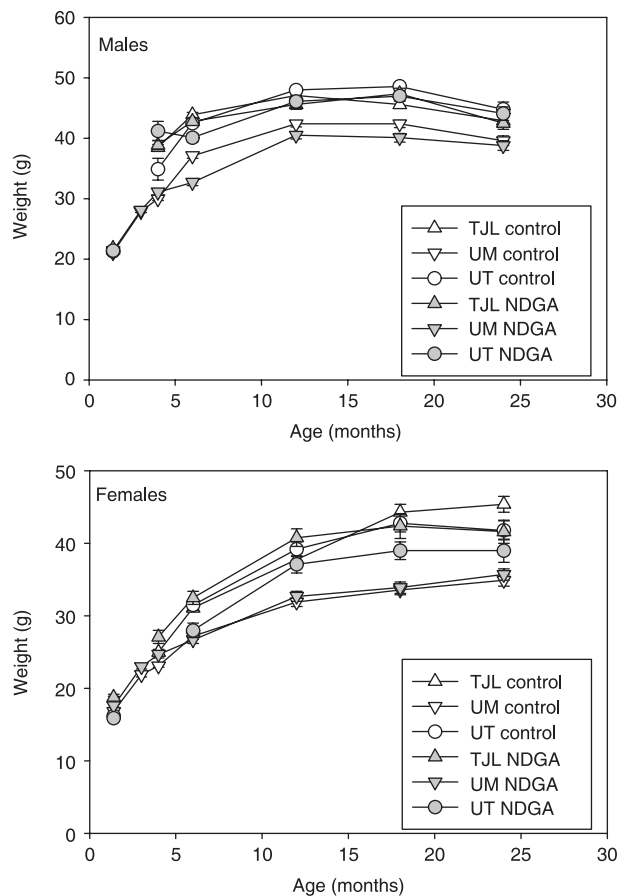 Males
Weight (g)
60
50
40
30
20
10
0
0 5 10 15 20 25 30
Age (months)
TJL control
UM control
UT control
TJL NDGA
UM NDGA
UT NDGA
Females
Weight (g)
50
40
30
20
10
0
0 5 10 15 20 25 30
Age (months)
TJL control
UM control
UT control
TJL NDGA
UM NDGA
UT NDGA